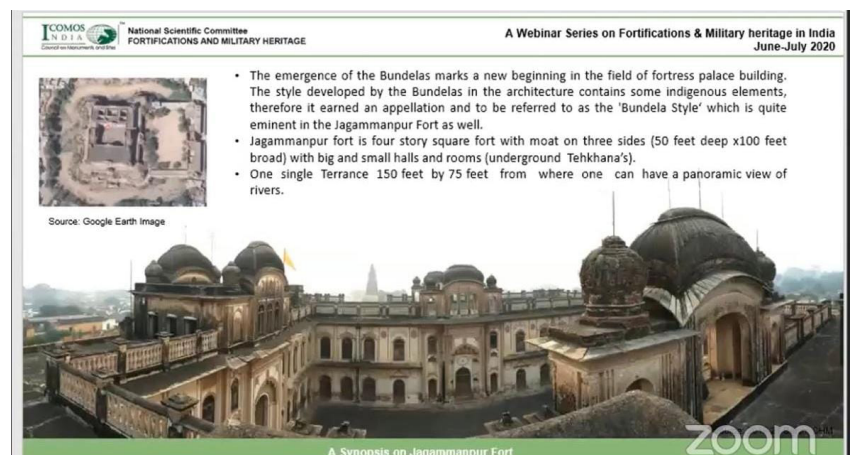 ICOMOS
INDIA
National Scientific Committee
FORTIFICATIONS AND MILITARY HERITAGE
A Webinar Series on Fortifications & Military heritage in India
June-July 2020
• The emergence of the Bundelas marks a new beginning in the field of fortress palace building.
The style developed by the Bundelas in the architecture contains some indigenous elements,
therefore it earned an appellation and to be referred to as the 'Bundela Style' which is quite
eminent in the Jagammanpur Fort as well.
• Jagammanpur fort is four story square fort with moat on three sides (50 feet deep x100 feet
broad) with big and small halls and rooms (underground Tehkhana's).
• One single Terrance 150 feet by 75 feet from where one can have a panoramic view of
rivers.
Source: Google Earth Image
A Synopsis on Jagammanpur Fort
zoom